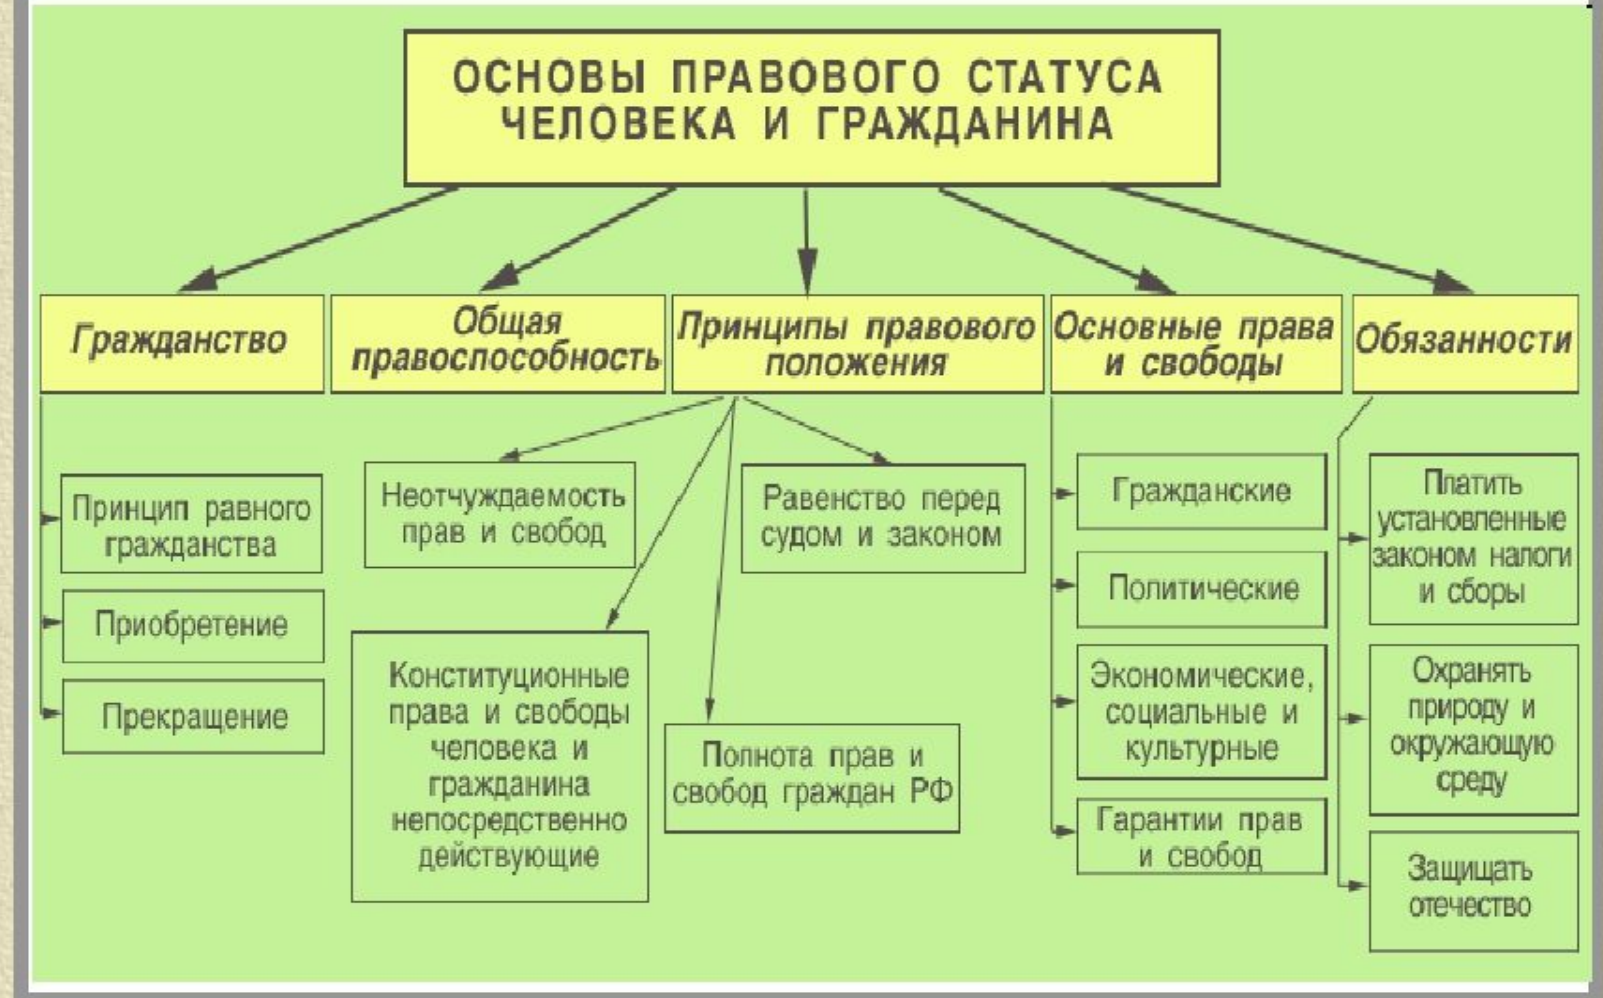 ОСНОВЫ ПРАВОВОГО СТАТУСА
ЧЕЛОВЕКА И ГРАЖДАНИНА
Гражданство
Общая
правоспособность
Принципы правового
положения
Основные права
и свободы
Обязанности
Принцип равного
гражданства
Приобретение
Прекращение
Неотчуждаемость
прав и свобод
Конституционные
права и свободы
человека и
гражданина
непосредственно
действующие
Полнота прав и
свобод граждан РФ
Равенство перед
судом и законом
Гражданские
Политические
Экономические,
социальные и
культурные
Гарантии прав
и свобод
Платить
установленные
законом налоги
и сборы
Охранять
природу и
окружающую
среду
Защищать
отечество